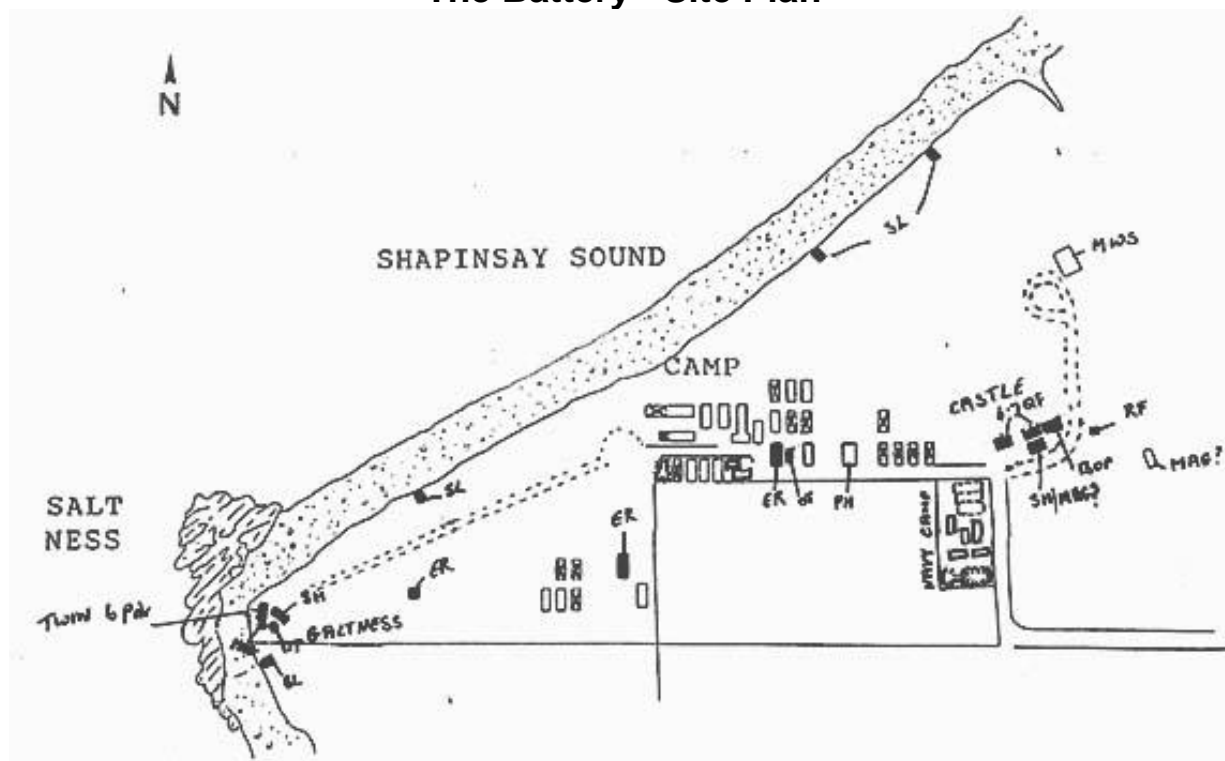 The Battery - Site Plan
N
SL
SHAPINSAY SOUND
MWS
CAMP
CASTLE
4.7QF
RF
BOP
MAG?
SH/MAG?
SALT
NESS
SL
ER
ER
PH
NAVY CAMP
ER
SH
TWIN 6 Pdr
GALTNESS
SL